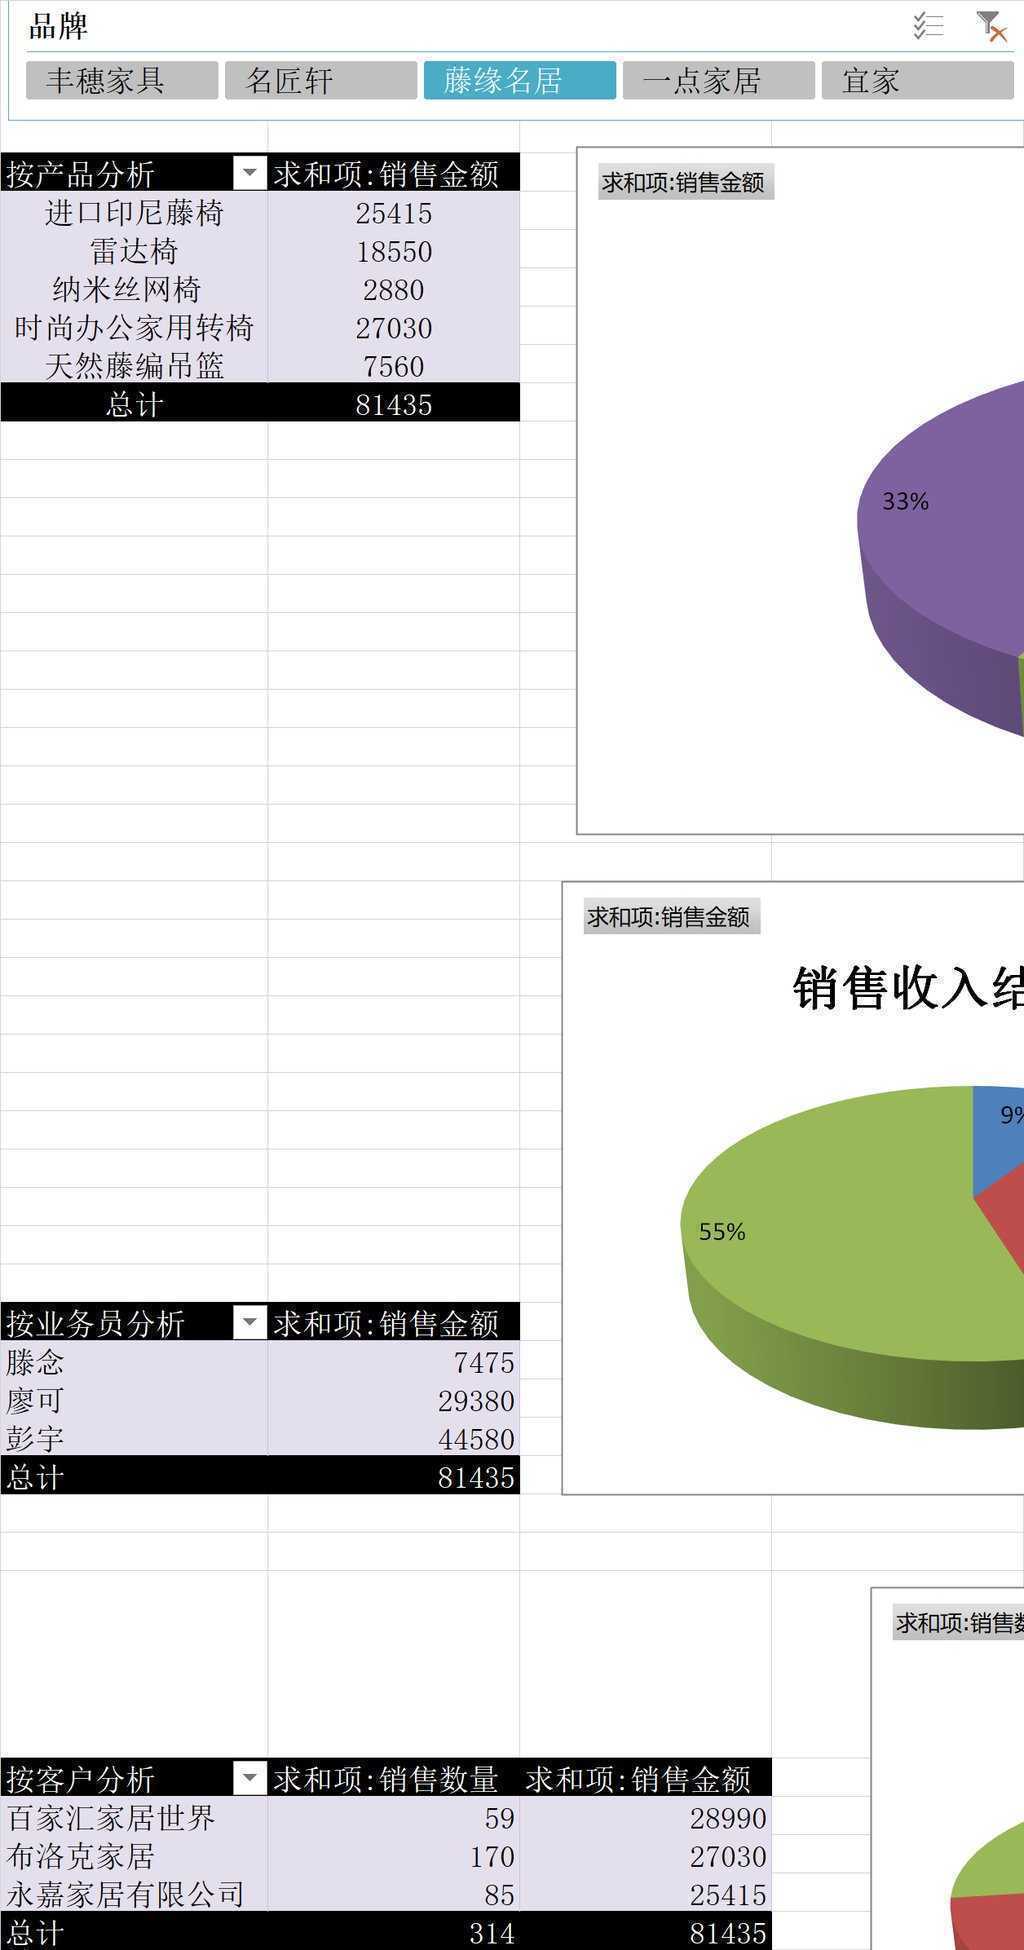 品牌
丰穗家具 名匠轩 藤缘名居 一点家居 宜家
按产品分析 求和项:销售金额
进口印尼藤椅 25415
雷达椅 18550
纳米丝网椅 2880
时尚办公家用转椅 27030
天然藤编吊篮 7560
总计 81435
求和项:销售金额
33%
求和项:销售金额
销售收入结
9%
55%
按业务员分析 求和项:销售金额
滕念 7475
廖可 29380
彭宇 44580
总计 81435
求和项:销售数
按客户分析 求和项:销售数量 求和项:销售金额
百家汇家居世界 59 28990
布洛克家居 170 27030
永嘉家居有限公司 85 25415
总计 314 81435